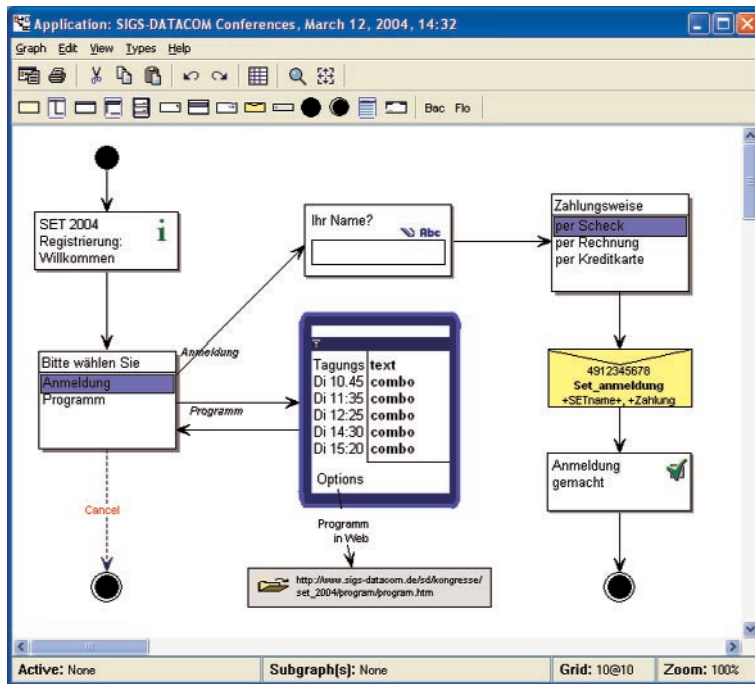 Application: SIGS-DATACOM Conferences, March 12, 2004, 14:32
Graph Edit View Types Help
Bac Flo
SET 2004
Registrierung:
Willkommen
i
Ihr Name?
Abc
Zahlungsweise
per Scheck
per Rechnung
per Kreditkarte
Anmeldung
Bitte wählen Sie
Anmeldung
Programm
Programm
Tagungs text
Di 10.45 combo
Di 11:35 combo
Di 12:25 combo
Di 14:30 combo
Di 15:20 combo
Options
4912345678
Set_anmeldung
+SETname+, +Zahlung
Anmeldung
gemacht
Cancel
Programm
in Web
http://www.sigs-datacom.de/sd/kongresse/
set_2004/program/program.htm
Active: None
Subgraph(s): None
Grid: 10@10
Zoom: 100%